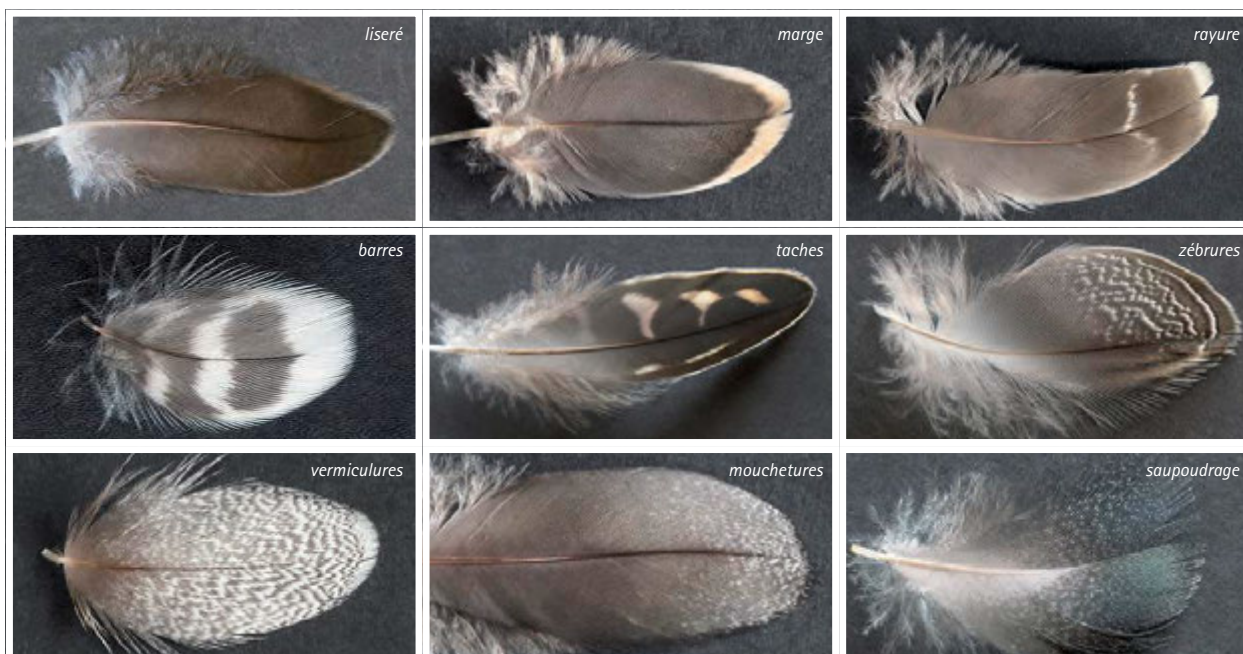 liseré
marge
rayure
barres
taches
zébrures
vermiculures
mouchetures
saupoudrage